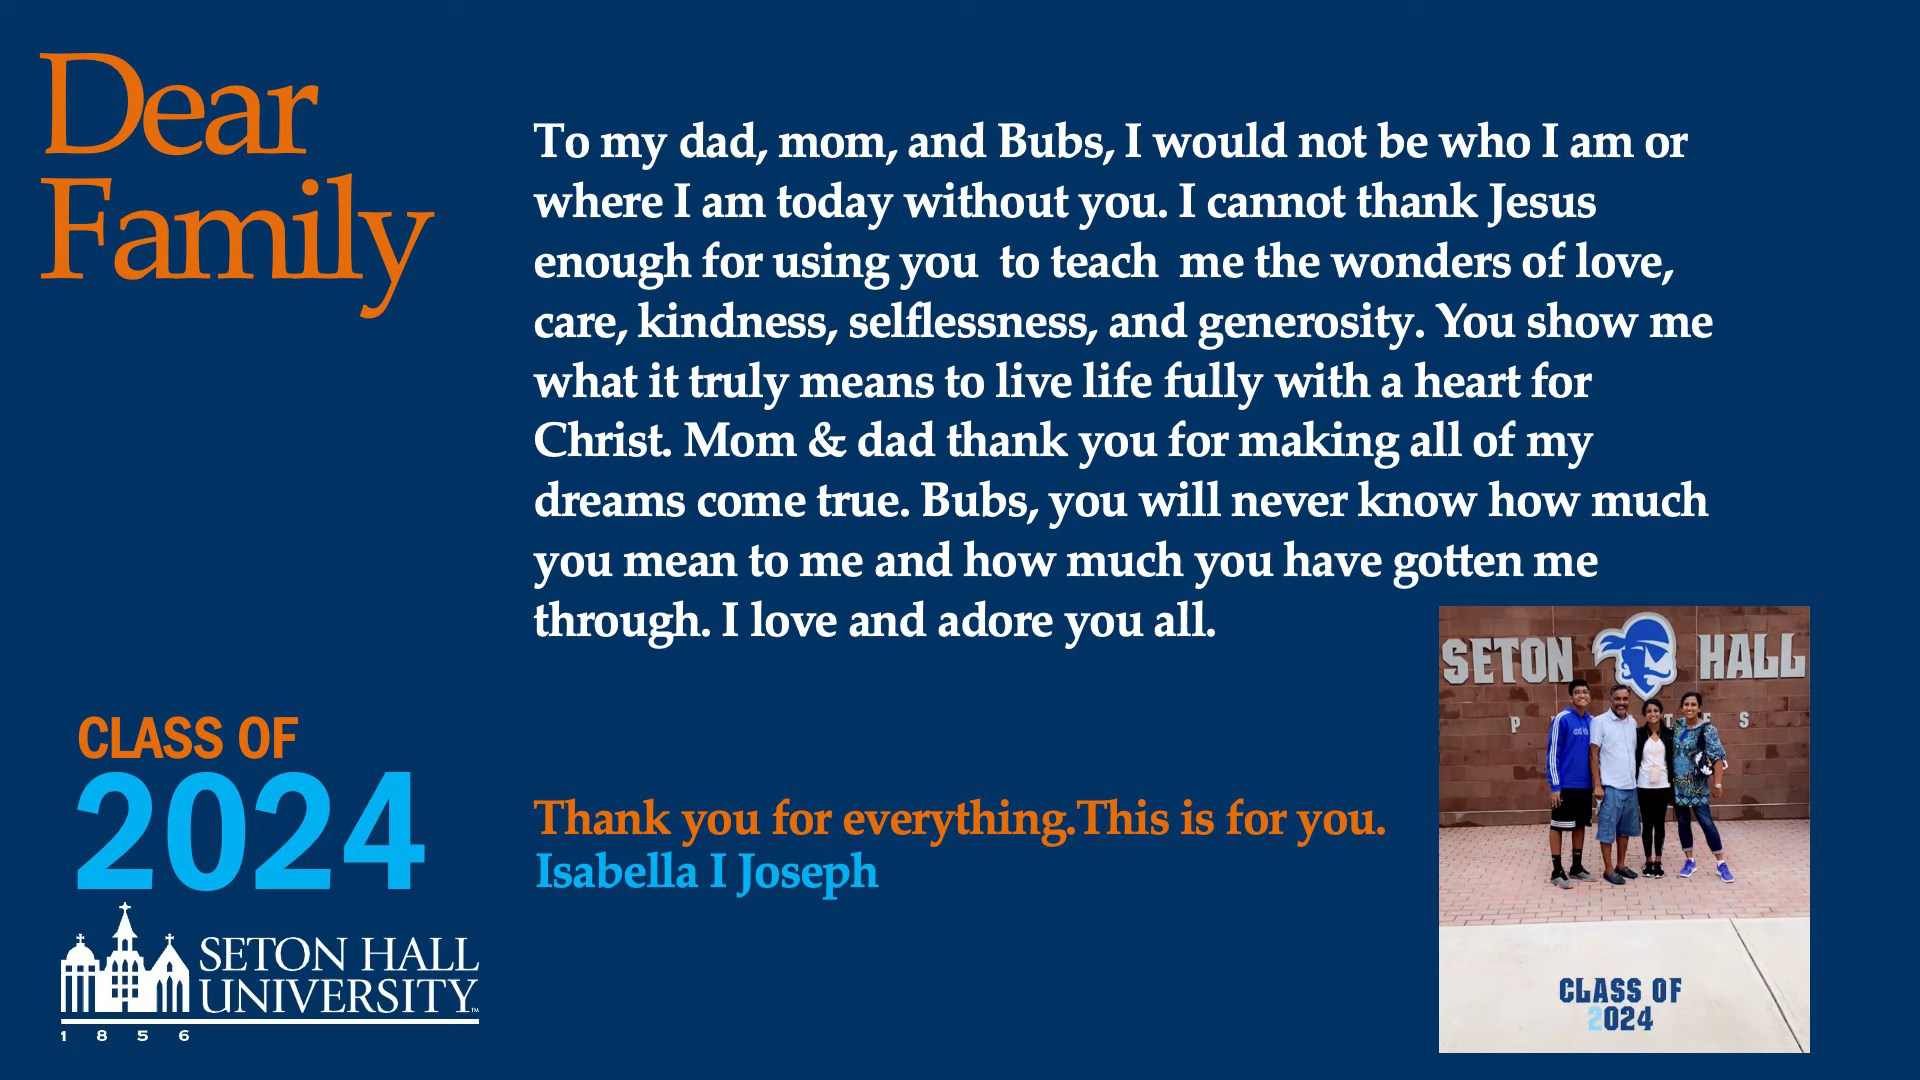 Dear
Family
To my dad, mom, and Bubs, I would not be who I am or
where I am today without you. I cannot thank Jesus
enough for using you  to teach  me the wonders of love,
care, kindness, selflessness, and generosity. You show me
what it truly means to live life fully with a heart for
Christ. Mom & dad thank you for making all of my
dreams come true. Bubs, you will never know how much
you mean to me and how much you have gotten me
through. I love and adore you all.
Thank you for everything.This is for you.
Isabella I Joseph
CLASS OF
2024
SETON HALL
UNIVERSITY™
1856
SETON HALL
P T E S
CLASS OF
2024